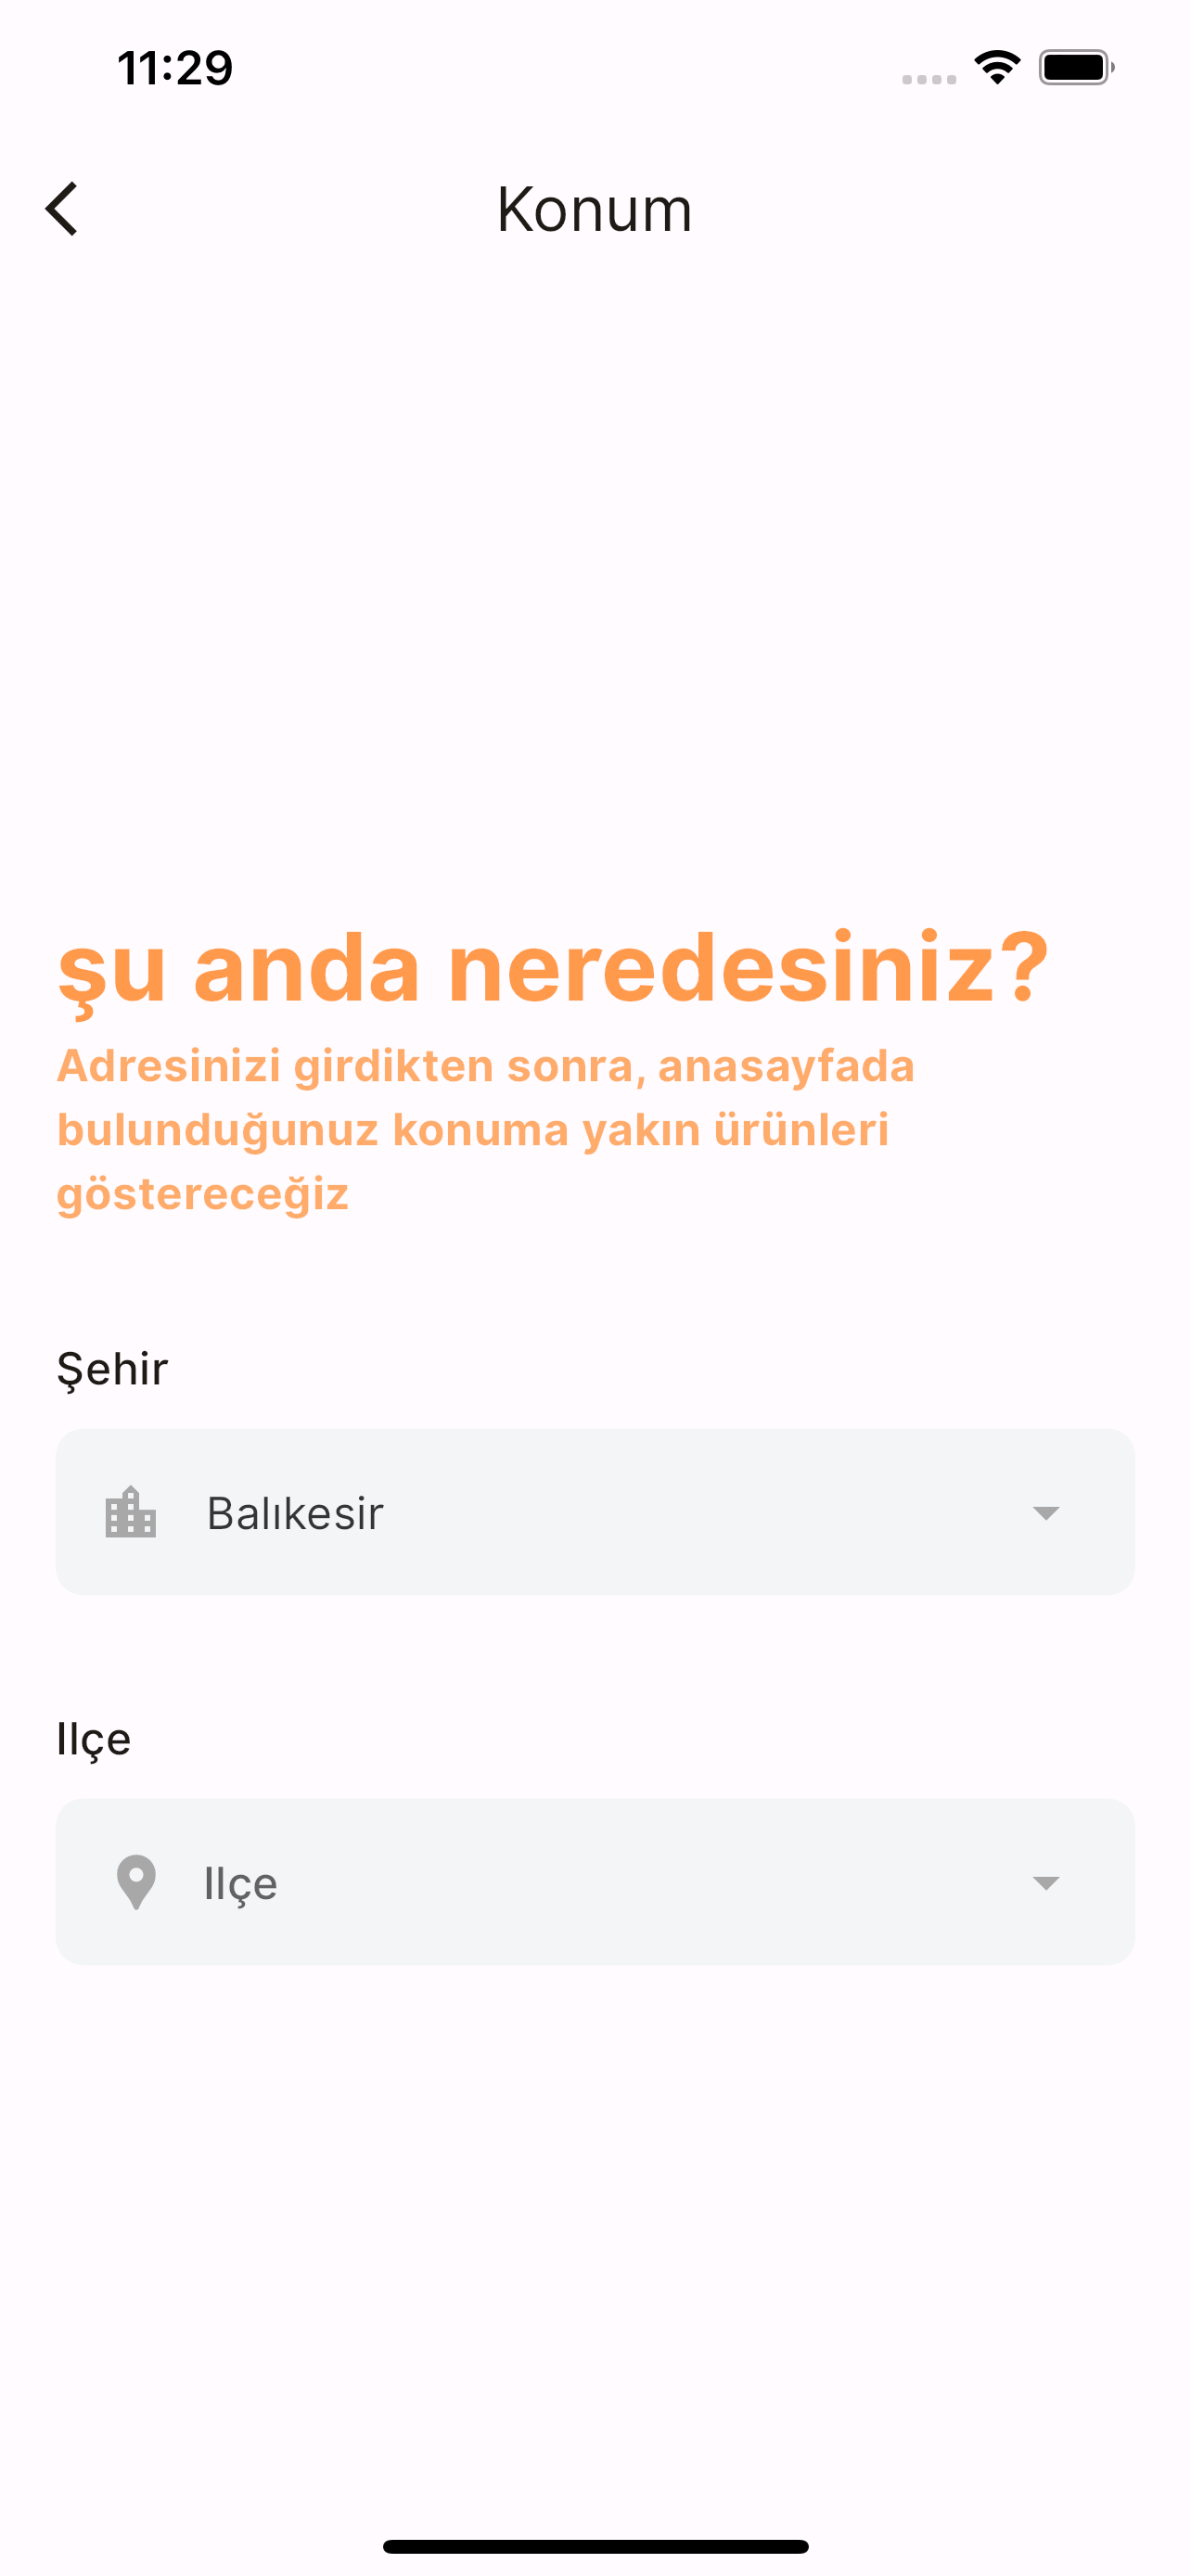 11:29
Konum
şu anda neredesiniz?
Adresinizi girdikten sonra, anasayfada
bulunduğunuz konuma yakın ürünleri
göstereceğiz
Şehir
Balıkesir
Ilçe
Ilçe